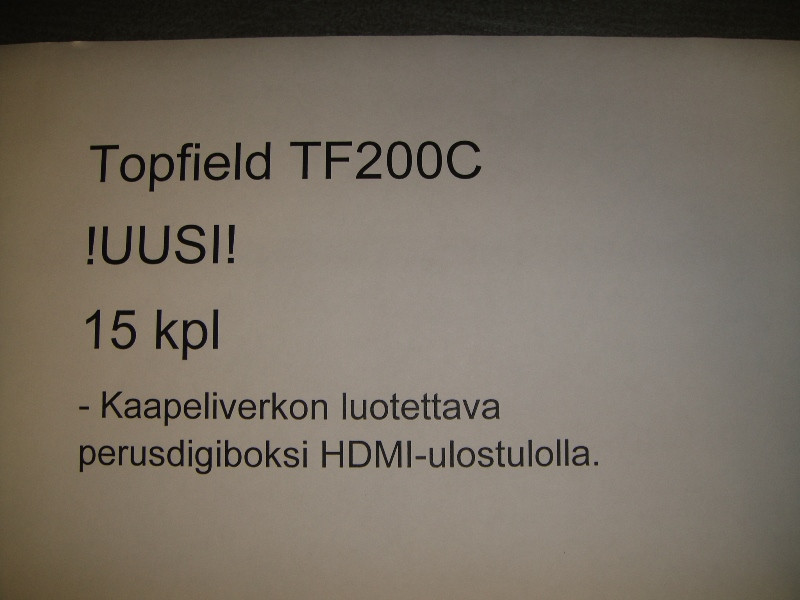 Topfield TF200C
!UUSI!
15 kpl
- Kaapeliverkon luotettava
perusdigiboksi HDMI-ulostulolla.